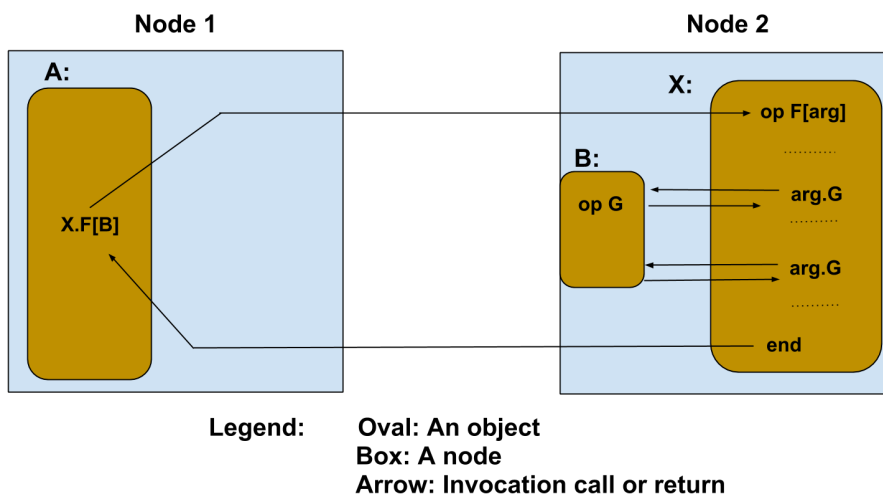 Node 1
Node 2
A:
X:
op F[arg]
...........
B:
op G
arg.G
...........
X.F[B]
arg.G
...........
end
Legend: Oval: An object
Box: A node
Arrow: Invocation call or return